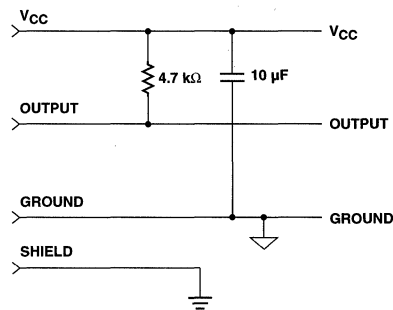 VCC
VCC
4.7 kΩ
10 µF
OUTPUT
OUTPUT
GROUND
GROUND
SHIELD